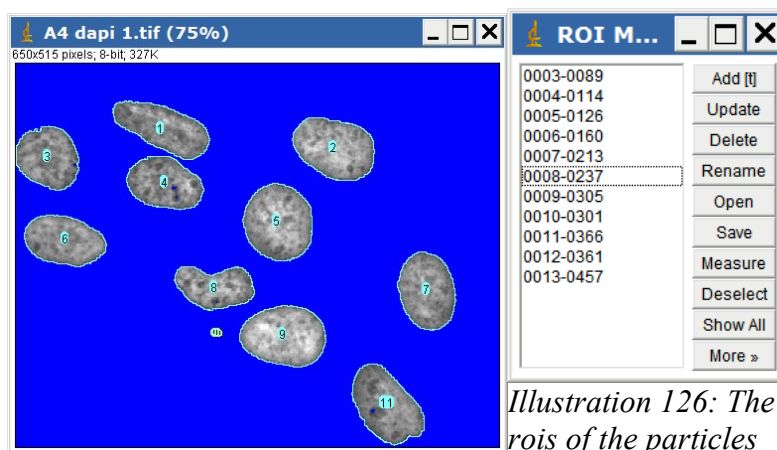 A4 dapi 1.tif (75%)
650x515 pixels; 8-bit; 327K
1
2
3
4
5
6
7
8
9
11
ROI M...
0003-0089
0004-0114
0005-0126
0006-0160
0007-0213
0008-0237
0009-0305
0010-0301
0011-0366
0012-0361
0013-0457
Add [t]
Update
Delete
Rename
Open
Save
Measure
Deselect
Show All
More »
Illustration 126: The
rois of the particles